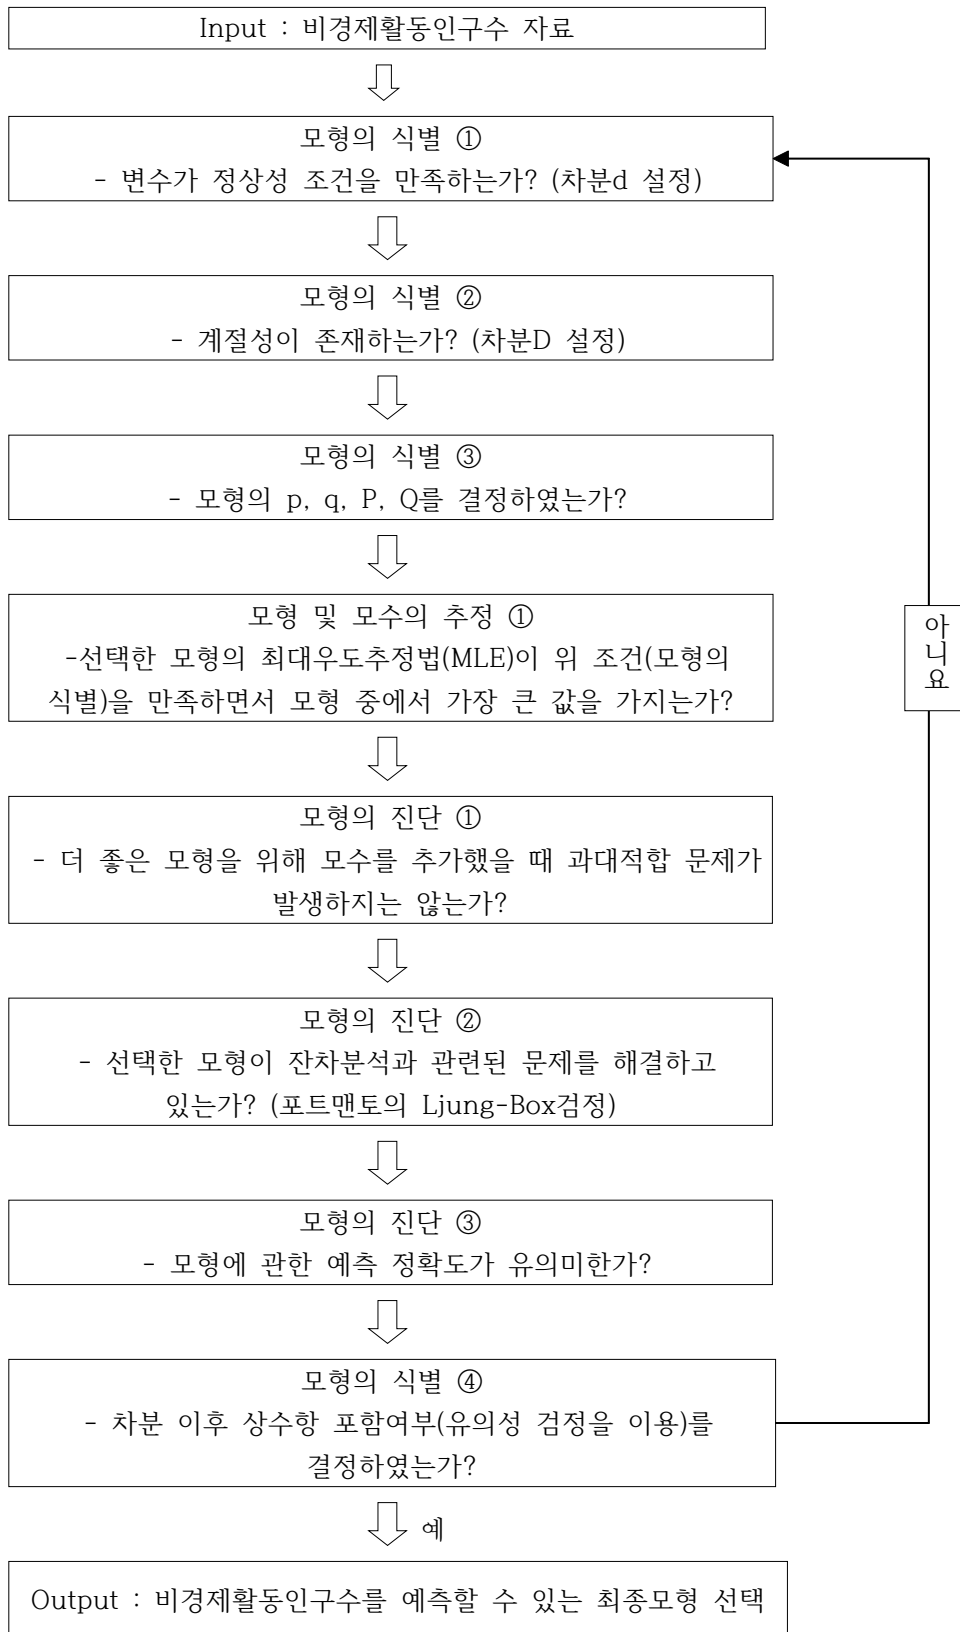 Input : 비경제활동인구수 자료
모형의 식별 ①
- 변수가 정상성 조건을 만족하는가? (차분d 설정)
모형의 식별 ②
- 계절성이 존재하는가? (차분D 설정)
모형의 식별 ③
- 모형의 p, q, P, Q를 결정하였는가?
모형 및 모수의 추정 ①
-선택한 모형의 최대우도추정법(MLE)이 위 조건(모형의
식별)을 만족하면서 모형 중에서 가장 큰 값을 가지는가?
아니요
모형의 진단 ①
- 더 좋은 모형을 위해 모수를 추가했을 때 과대적합 문제가
발생하지는 않는가?
모형의 진단 ②
- 선택한 모형이 잔차분석과 관련된 문제를 해결하고
있는가? (포트맨토의 Ljung-Box검정)
모형의 진단 ③
- 모형에 관한 예측 정확도가 유의미한가?
모형의 식별 ④
- 차분 이후 상수항 포함여부(유의성 검정을 이용)를
결정하였는가?
예
Output : 비경제활동인구수를 예측할 수 있는 최종모형 선택